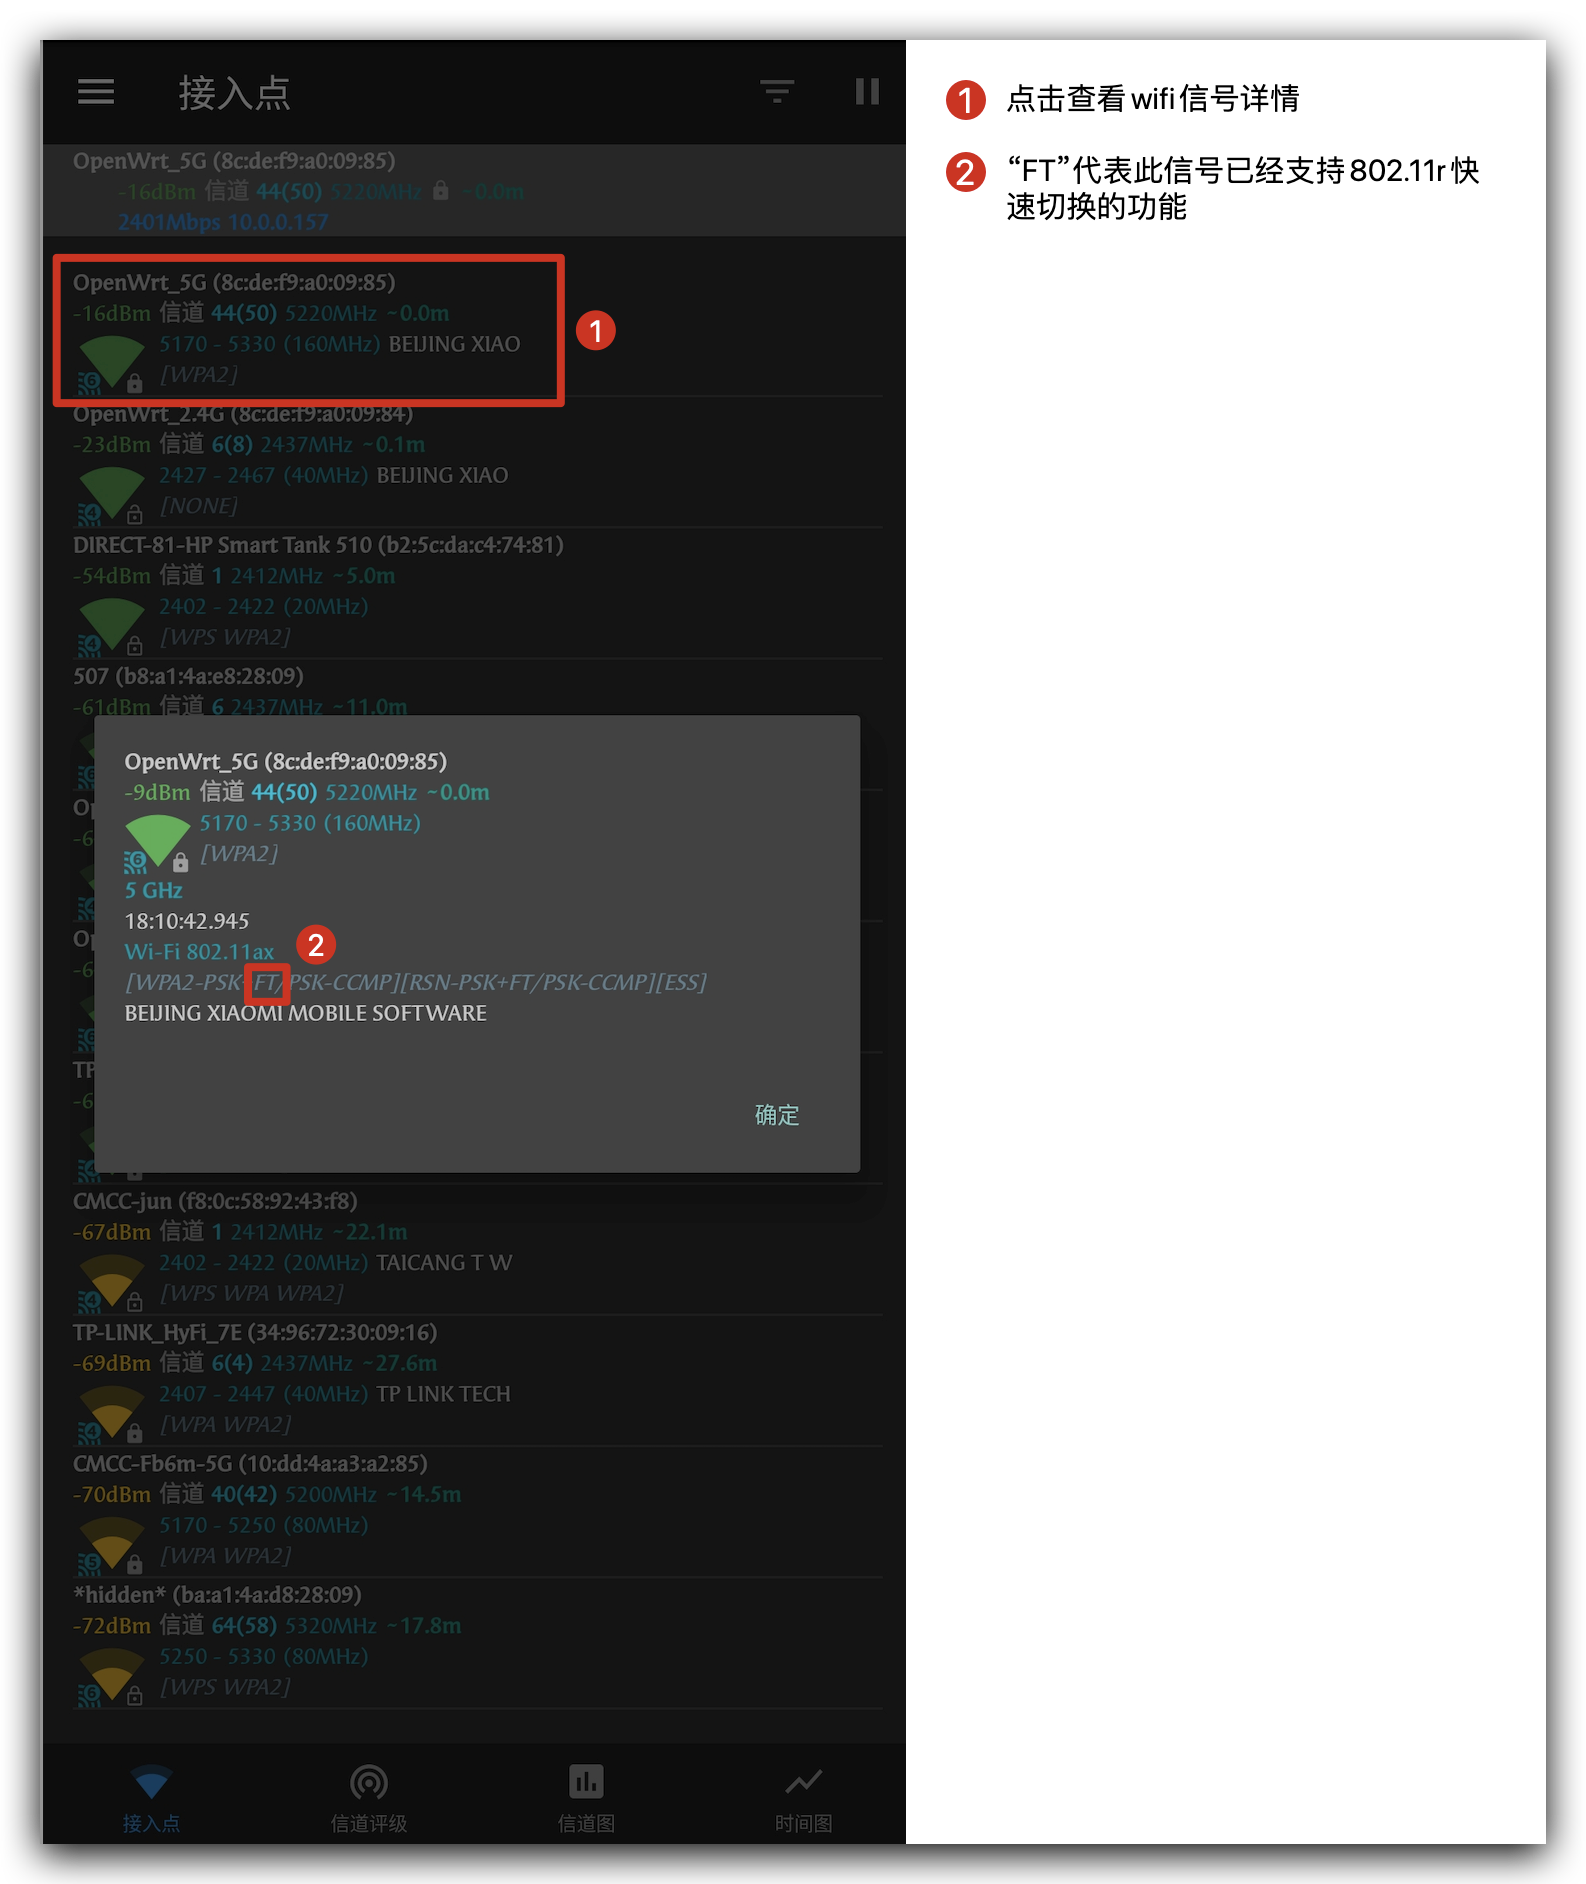 接入点
OpenWrt_5G (8c:de:f9:a0:09:85)
-16dBm 信道 44(50) 5220MHz ~0.0m
2401Mbps 10.0.0.157
OpenWrt_5G (8c:de:f9:a0:09:85)
-16dBm 信道 44(50) 5220MHz ~0.0m
5170 - 5330 (160MHz) BEIJING XIAO
6 [WPA2]
1
OpenWrt_2.4G (8c:de:f9:a0:09:84)
-23dBm 信道 6(8) 2437MHz ~0.1m
2427 - 2467 (40MHz) BEIJING XIAO
4 [NONE]
DIRECT-81-HP Smart Tank 510 (b2:5c:da:c4:74:81)
-54dBm 信道 1 2412MHz ~5.0m
2402 - 2422 (20MHz)
4 [WPS WPA2]
507 (b8:a1:4a:e8:28:09)
-61dBm 信道 6 2437MHz ~11.0m
OpenWrt_5G (8c:de:f9:a0:09:85)
-9dBm 信道 44(50) 5220MHz ~0.0m
5170 - 5330 (160MHz)
6 [WPA2]
5 GHz
18:10:42.945
Wi-Fi 802.11ax
2
[WPA2-PSK+FT/PSK-CCMP][RSN-PSK+FT/PSK-CCMP][ESS]
BEIJING XIAOMI MOBILE SOFTWARE
确定
CMCC-jun (f8:0c:58:92:43:f8)
-67dBm 信道 1 2412MHz ~22.1m
2402 - 2422 (20MHz) TAICANG T W
4 [WPS WPA WPA2]
TP-LINK_HyFi_7E (34:96:72:30:09:16)
-69dBm 信道 6(4) 2437MHz ~27.6m
2407 - 2447 (40MHz) TP LINK TECH
4 [WPA WPA2]
CMCC-Fb6m-5G (10:dd:4a:a3:a2:85)
-70dBm 信道 40(42) 5200MHz ~14.5m
5170 - 5250 (80MHz)
5 [WPA WPA2]
*hidden* (ba:a1:4a:d8:28:09)
-72dBm 信道 64(58) 5320MHz ~17.8m
5250 - 5330 (80MHz)
6 [WPS WPA2]
接入点 信道评级 信道图 时间图
1 点击查看wifi信号详情
2 “FT”代表此信号已经支持802.11r快
速切换的功能